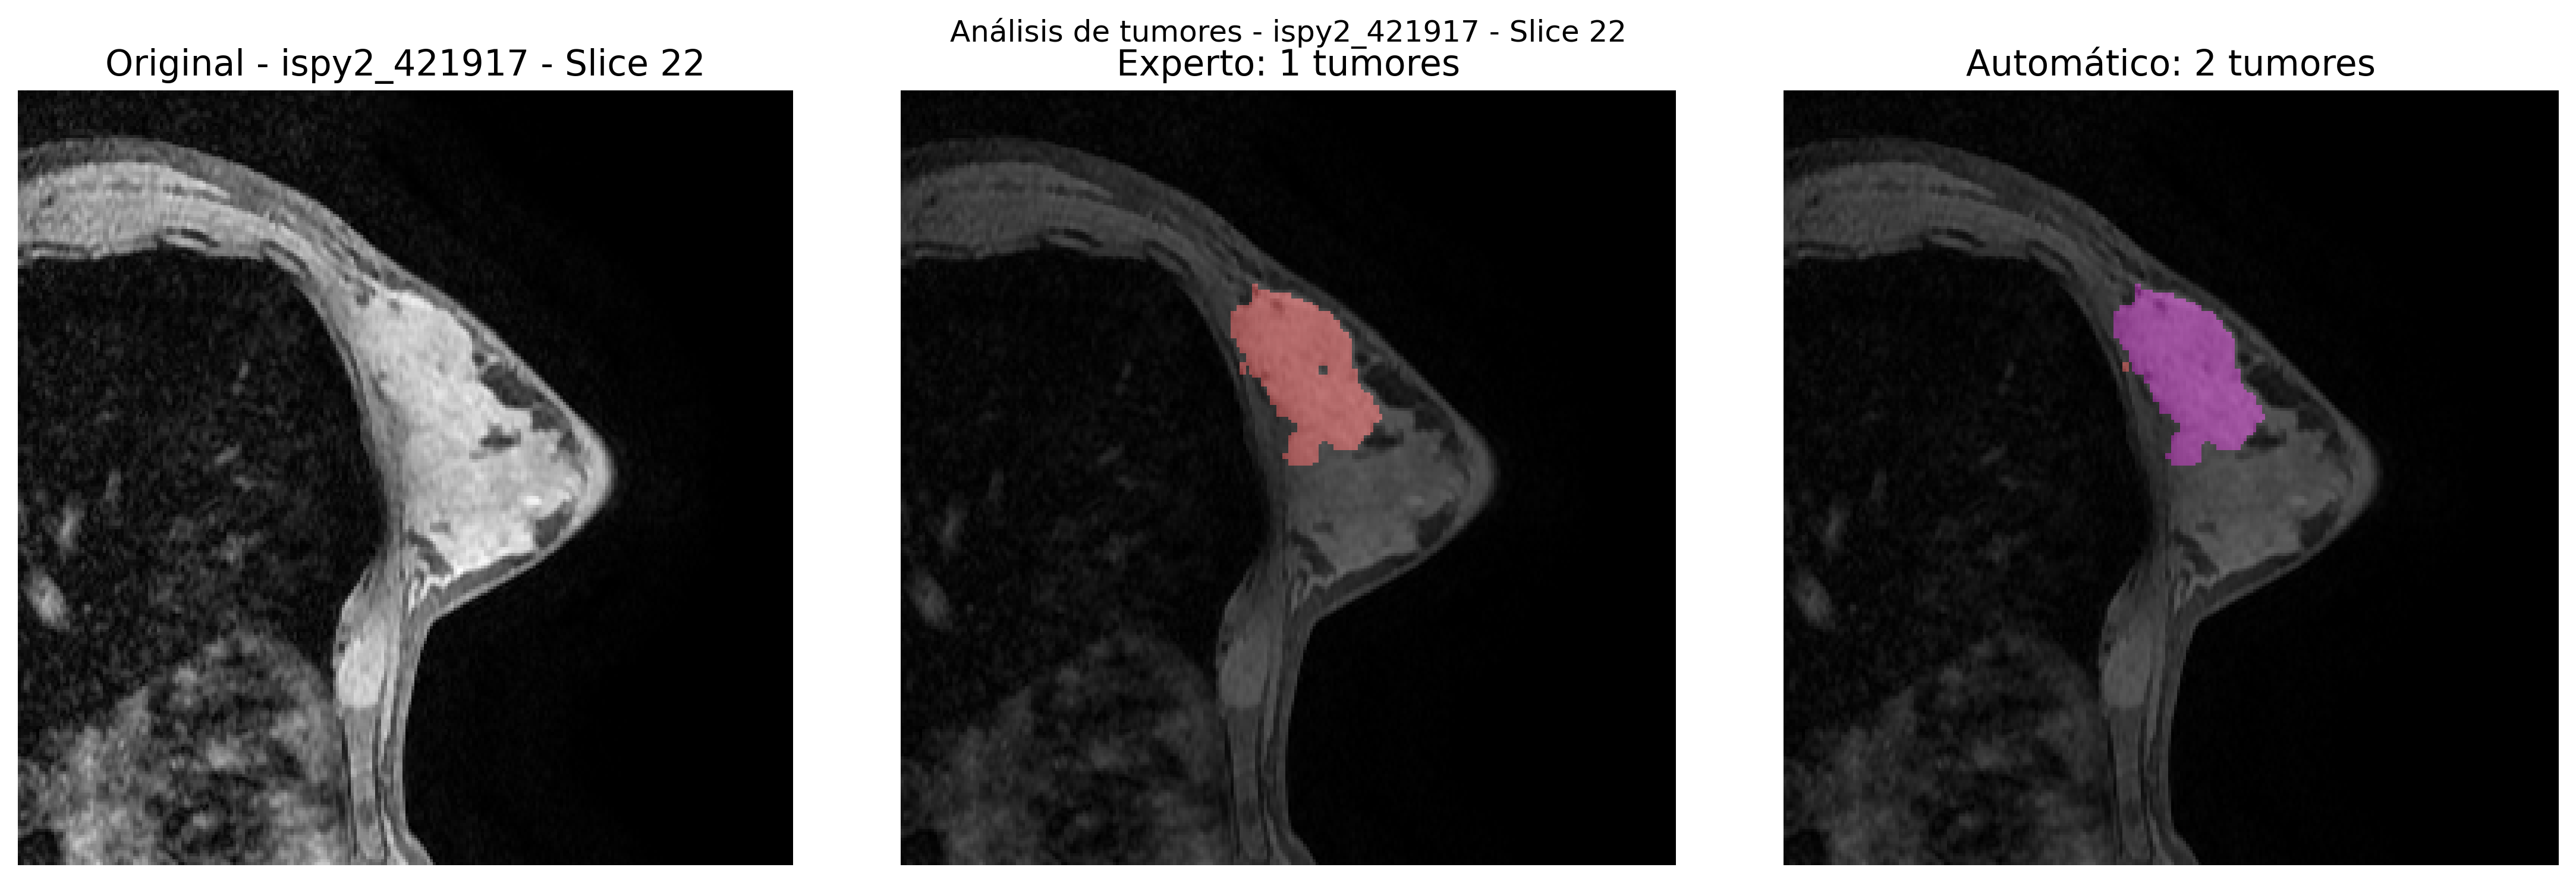 Análisis de tumores - ispy2_421917 - Slice 22
Original - ispy2_421917 - Slice 22
Experto: 1 tumores
Automático: 2 tumores